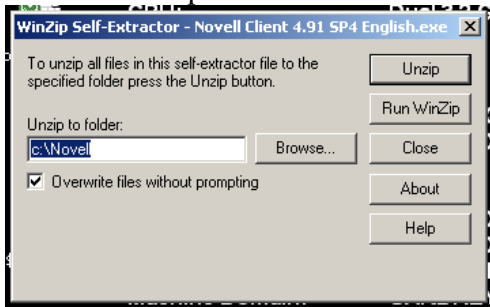 WinZip Self-Extractor - Novell Client 4.91 SP4 English.exe
To unzip all files in this self-extractor file to the
specified folder press the Unzip button.
Unzip to folder:
c:\Novell
Browse...
Overwrite files without prompting
Unzip
Run WinZip
Close
About
Help